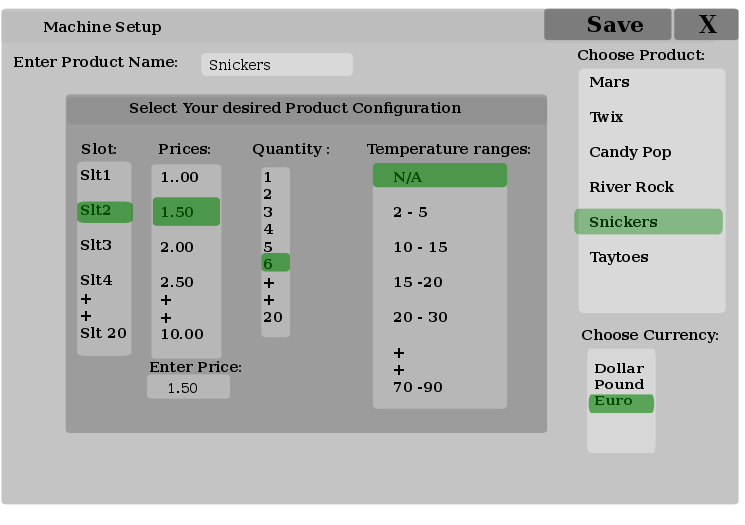 Machine Setup
Save
X
Enter Product Name:
Snickers
Choose Product:
Mars
Twix
Candy Pop
River Rock
Snickers
Taytoes
Select Your desired Product Configuration
Slot:
Slt1
Slt2
Slt3
Slt4
+
+
Slt 20
Prices:
1..00
1.50
2.00
2.50
+
+
10.00
Enter Price:
1.50
Quantity :
1
2
3
4
5
6
+
+
20
Temperature ranges:
N/A
2 - 5
10 - 15
15 -20
20 - 30
+
+
70 -90
Choose Currency:
Dollar
Pound
Euro